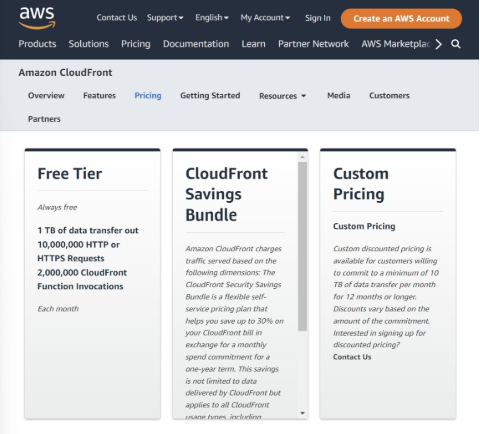 aws
Contact Us Support English My Account Sign In Create an AWS Account
Products Solutions Pricing Documentation Learn Partner Network AWS Marketplac
Amazon CloudFront
Overview Features Pricing Getting Started Resources Media Customers
Partners
Free Tier
Always free
1 TB of data transfer out
10,000,000 HTTP or
HTTPS Requests
2,000,000 CloudFront
Function Invocations
Each month
CloudFront
Savings
Bundle
Amazon CloudFront charges
traffic served based on the
following dimensions: The
CloudFront Security Savings
Bundle is a flexible self-
service pricing plan that
helps you save up to 30% on
your CloudFront bill in
exchange for a monthly
spend commitment for a
one-year term. This savings
is not limited to data
delivered by CloudFront but
applies to all CloudFront
usage types, including
Custom
Pricing
Custom Pricing
Custom discounted pricing is
available for customers willing
to commit to a minimum of 10
TB of data transfer per month
for 12 months or longer.
Discounts vary based on the
amount of the commitment.
Interested in signing up for
discounted pricing?
Contact Us